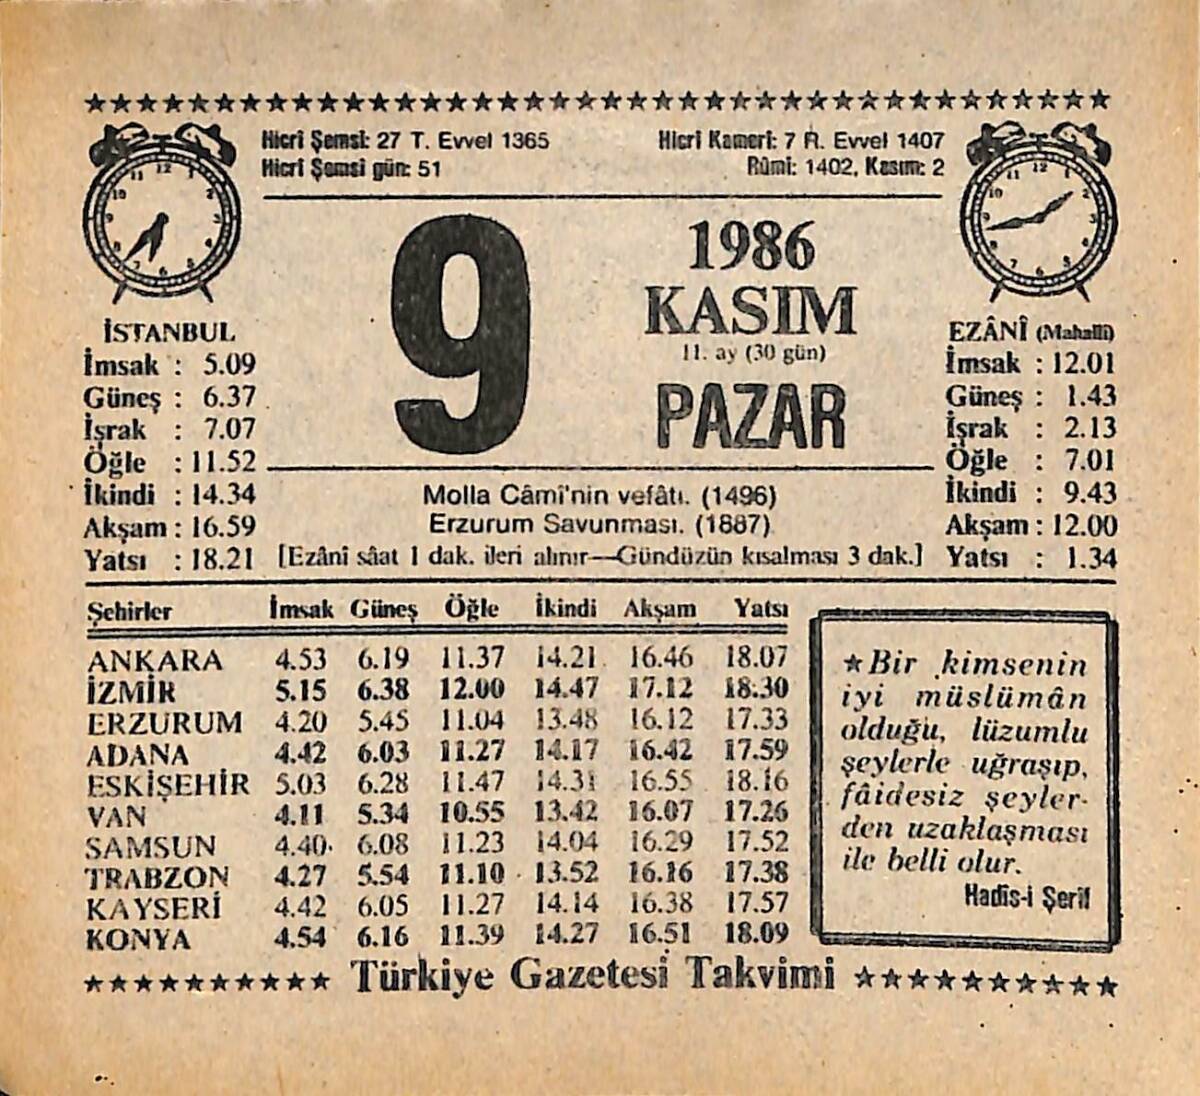 Hicrî Şemsî: 27 T. Evvel 1365
Hicrî Şemsî gün: 51
Hicrî Kamerî: 7 R. Evvel 1407
Rûmî: 1402, Kasım: 2
9
1986
KASIM
11. ay (30 gün)
PAZAR
İSTANBUL
İmsak : 5.09
Güneş : 6.37
İşrak : 7.07
Öğle : 11.52
İkindi : 14.34
Akşam : 16.59
Yatsı : 18.21
EZÂNÎ (Mahallî)
İmsak : 12.01
Güneş : 1.43
İşrak : 2.13
Öğle : 7.01
İkindi : 9.43
Akşam : 12.00
Yatsı : 1.34
Molla Câmî'nin vefâtı. (1496)
Erzurum Savunması. (1887)
[Ezânî sâat 1 dak. ileri alınır—Gündüzün kısalması 3 dak.]
Şehirler İmsak Güneş Öğle İkindi Akşam Yatsı
ANKARA 4.53 6.19 11.37 14.21 16.46 18.07
İZMİR 5.15 6.38 12.00 14.47 17.12 18.30
ERZURUM 4.20 5.45 11.04 13.48 16.12 17.33
ADANA 4.42 6.03 11.27 14.17 16.42 17.59
ESKİŞEHİR 5.03 6.28 11.47 14.31 16.55 18.16
VAN 4.11 5.34 10.55 13.42 16.07 17.26
SAMSUN 4.40 6.08 11.23 14.04 16.29 17.52
TRABZON 4.27 5.54 11.10 13.52 16.16 17.38
KAYSERİ 4.42 6.05 11.27 14.14 16.38 17.57
KONYA 4.54 6.16 11.39 14.27 16.51 18.09
★Bir kimsenin
iyi müslümân
olduğu, lüzumlu
şeylerle uğraşıp,
fâidesiz şeyler-
den uzaklaşması
ile belli olur.
Hadîs-i Şerîf
Türkiye Gazetesi Takvimi